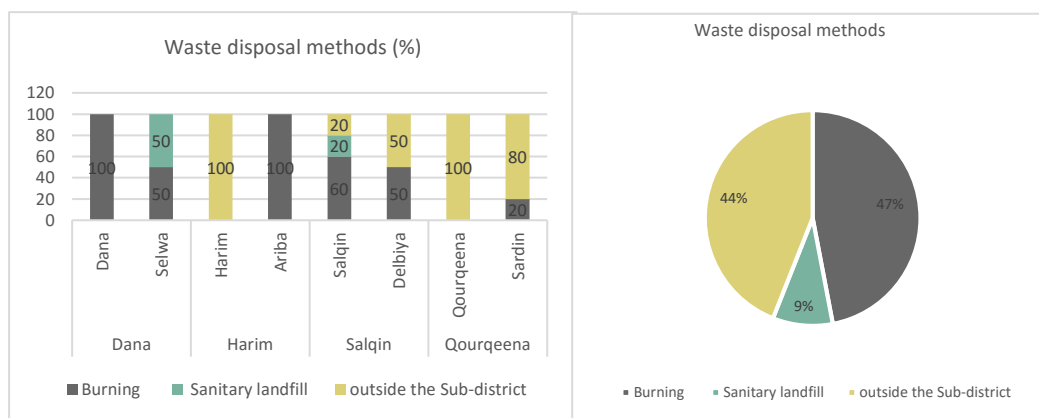 Waste disposal methods (%)
120
100
80
60
40
20
0
100
50
50
100
100
20
20
60
50
50
100
80
20
Dana
Selwa
Harim
Ariba
Salqin
Delbiya
Qourqeena
Sardin
Dana
Harim
Salqin
Qourqeena
Burning
Sanitary landfill
outside the Sub-district
Waste disposal methods
44%
47%
9%
Burning
Sanitary landfill
outside the Sub-district